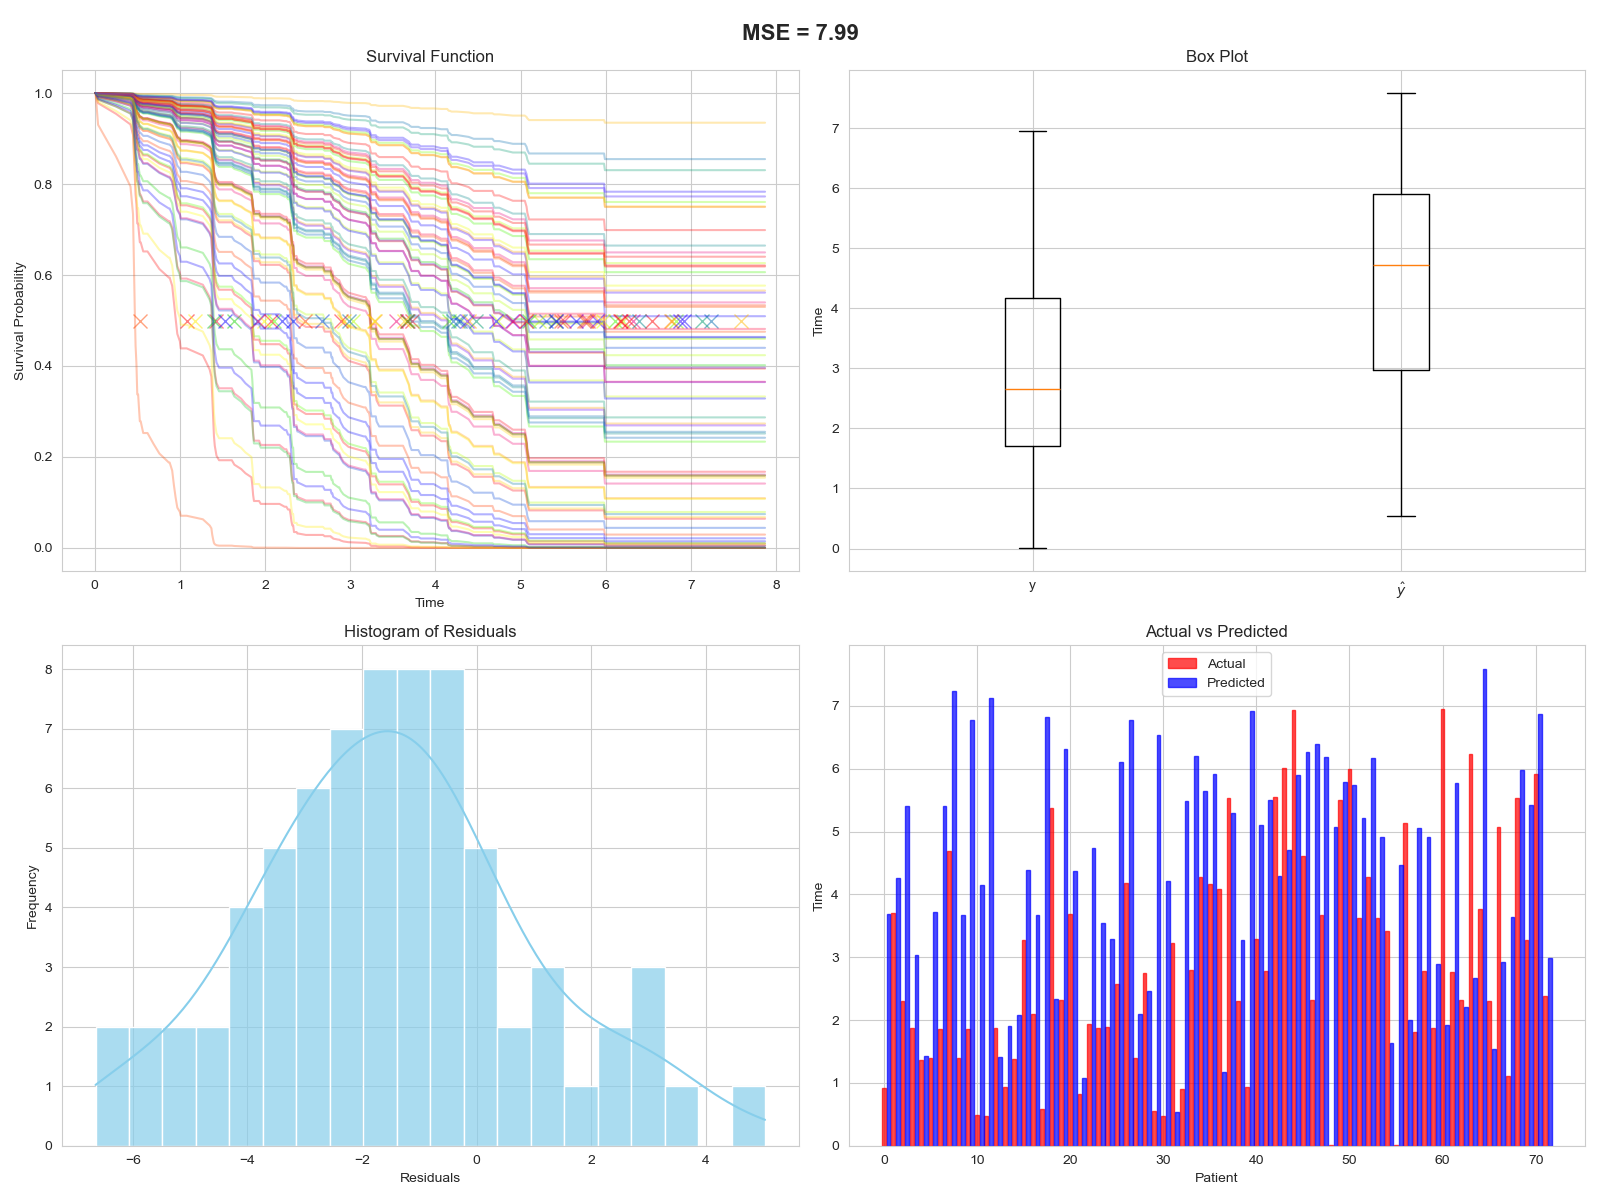 MSE = 7.99
Survival Function
Survival Probability
1.0
0.8
0.6
0.4
0.2
0.0
0 1 2 3 4 5 6 7 8
Time
Box Plot
Time
7
6
5
4
3
2
1
0
y ŷ
Histogram of Residuals
Frequency
8
7
6
5
4
3
2
1
0
−6 −4 −2 0 2 4
Residuals
Actual vs Predicted
Actual
Predicted
Time
7
6
5
4
3
2
1
0
0 10 20 30 40 50 60 70
Patient